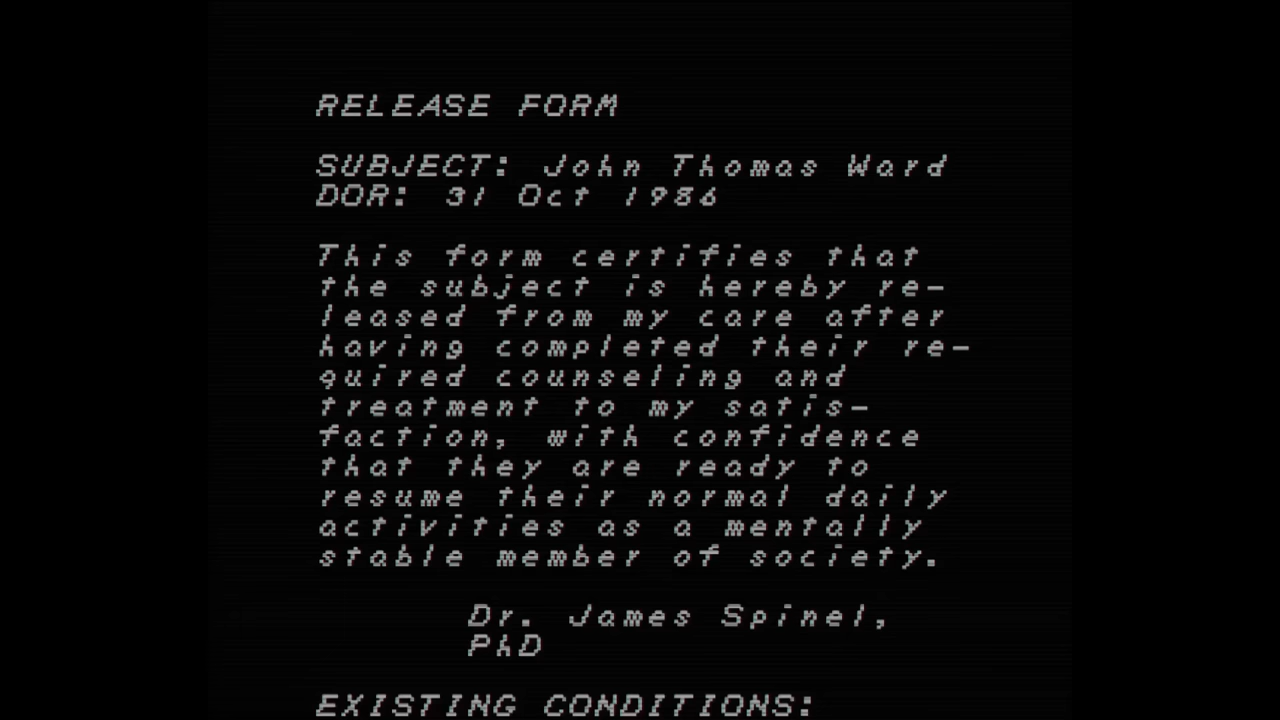 RELEASE FORM
SUBJECT: John Thomas Ward
DOR: 31 Oct 1986
This form certifies that
the subject is hereby re-
leased from my care after
having completed their re-
quired counseling and
treatment to my satis-
faction, with confidence
that they are ready to
resume their normal daily
activities as a mentally
stable member of society.
Dr. James Spinel,
PhD
EXISTING CONDITIONS: